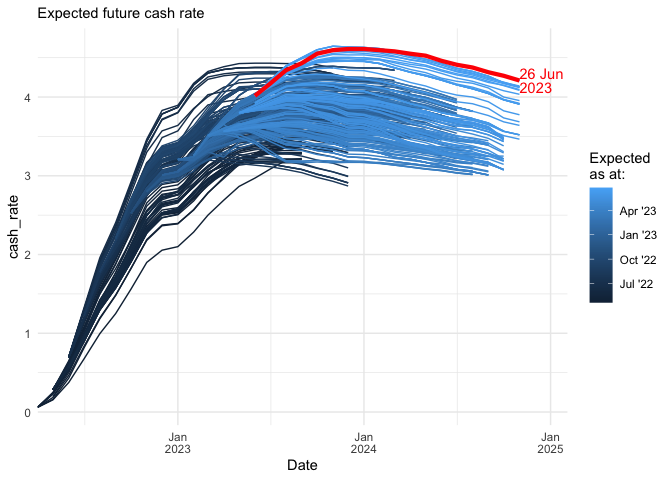 Expected future cash rate
cash_rate
4
3
2
1
0
26 Jun
2023
Jan
2023
Jan
2024
Jan
2025
Date
Expected
as at:
Apr '23
Jan '23
Oct '22
Jul '22